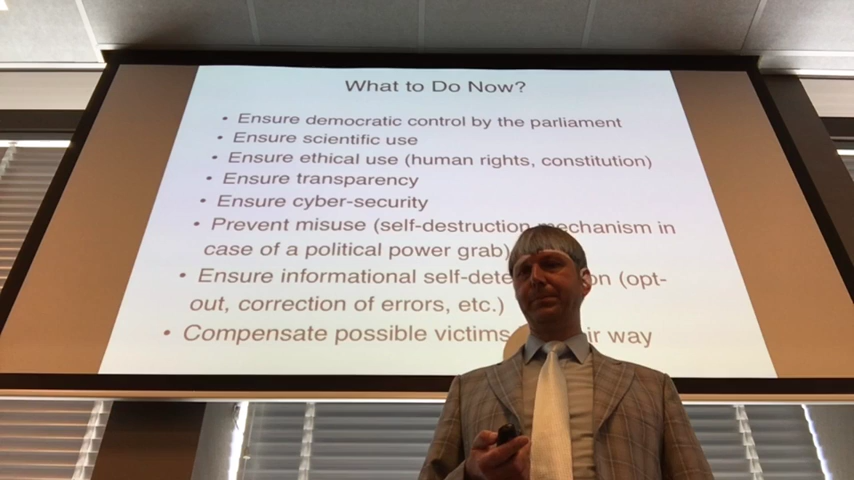 What to Do Now?
• Ensure democratic control by the parliament
• Ensure scientific use
• Ensure ethical use (human rights, constitution)
• Ensure transparency
• Ensure cyber-security
• Prevent misuse (self-destruction mechanism in
case of a political power grab)
• Ensure informational (opt-
out, correction of errors, etc.)
• Compensate possible victims way